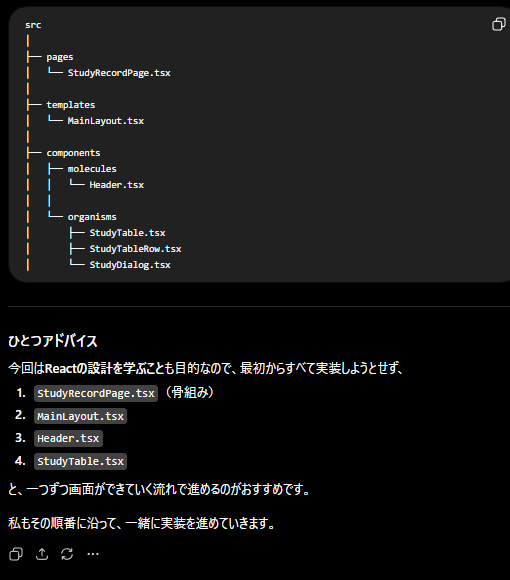 src
│
├── pages
│   └── StudyRecordPage.tsx
│
├── templates
│   └── MainLayout.tsx
│
├── components
│   ├── molecules
│   │   └── Header.tsx
│   │
│   └── organisms
│       ├── StudyTable.tsx
│       ├── StudyTableRow.tsx
│       └── StudyDialog.tsx
ひとつアドバイス
今回はReactの設計を学ぶことも目的なので、最初からすべて実装しようとせず、
1. StudyRecordPage.tsx（骨組み）
2. MainLayout.tsx
3. Header.tsx
4. StudyTable.tsx
と、一つずつ画面ができていく流れで進めるのがおすすめです。
私もその順番に沿って、一緒に実装を進めていきます。